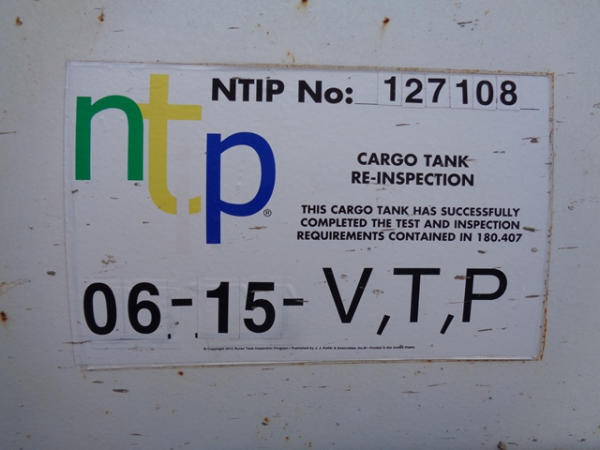 ntp®
NTIP No: 127108
CARGO TANK
RE-INSPECTION
THIS CARGO TANK HAS SUCCESSFULLY
COMPLETED THE TEST AND INSPECTION
REQUIREMENTS CONTAINED IN 180.407
06-15-V,T,P